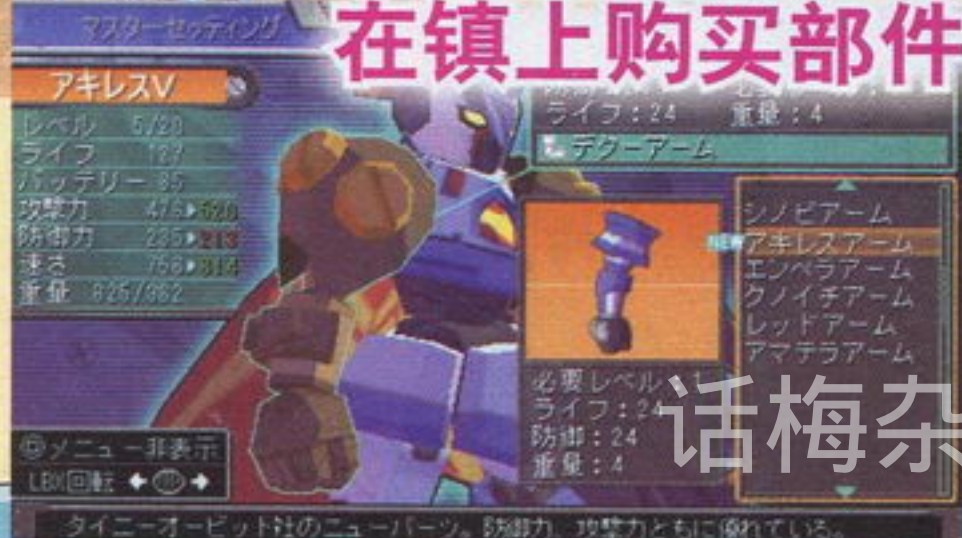 マスターセッティング
在镇上购买部件
アキレスV
レベル
ライフ
バッテリー
攻撃力
防御力
速さ
重量
ライフ：24 重量：4
デクーアーム
シノビアーム
NEW アキレスアーム
エンペラアーム
クノイチアーム
レッドアーム
アマテラアーム
必要レベル：1
ライフ：24
防御：24
重量：4
话梅杂
メニュー非表示
LBX回転
タイニーオービット社のニューパーツ。防御力、攻撃力ともに優れている。